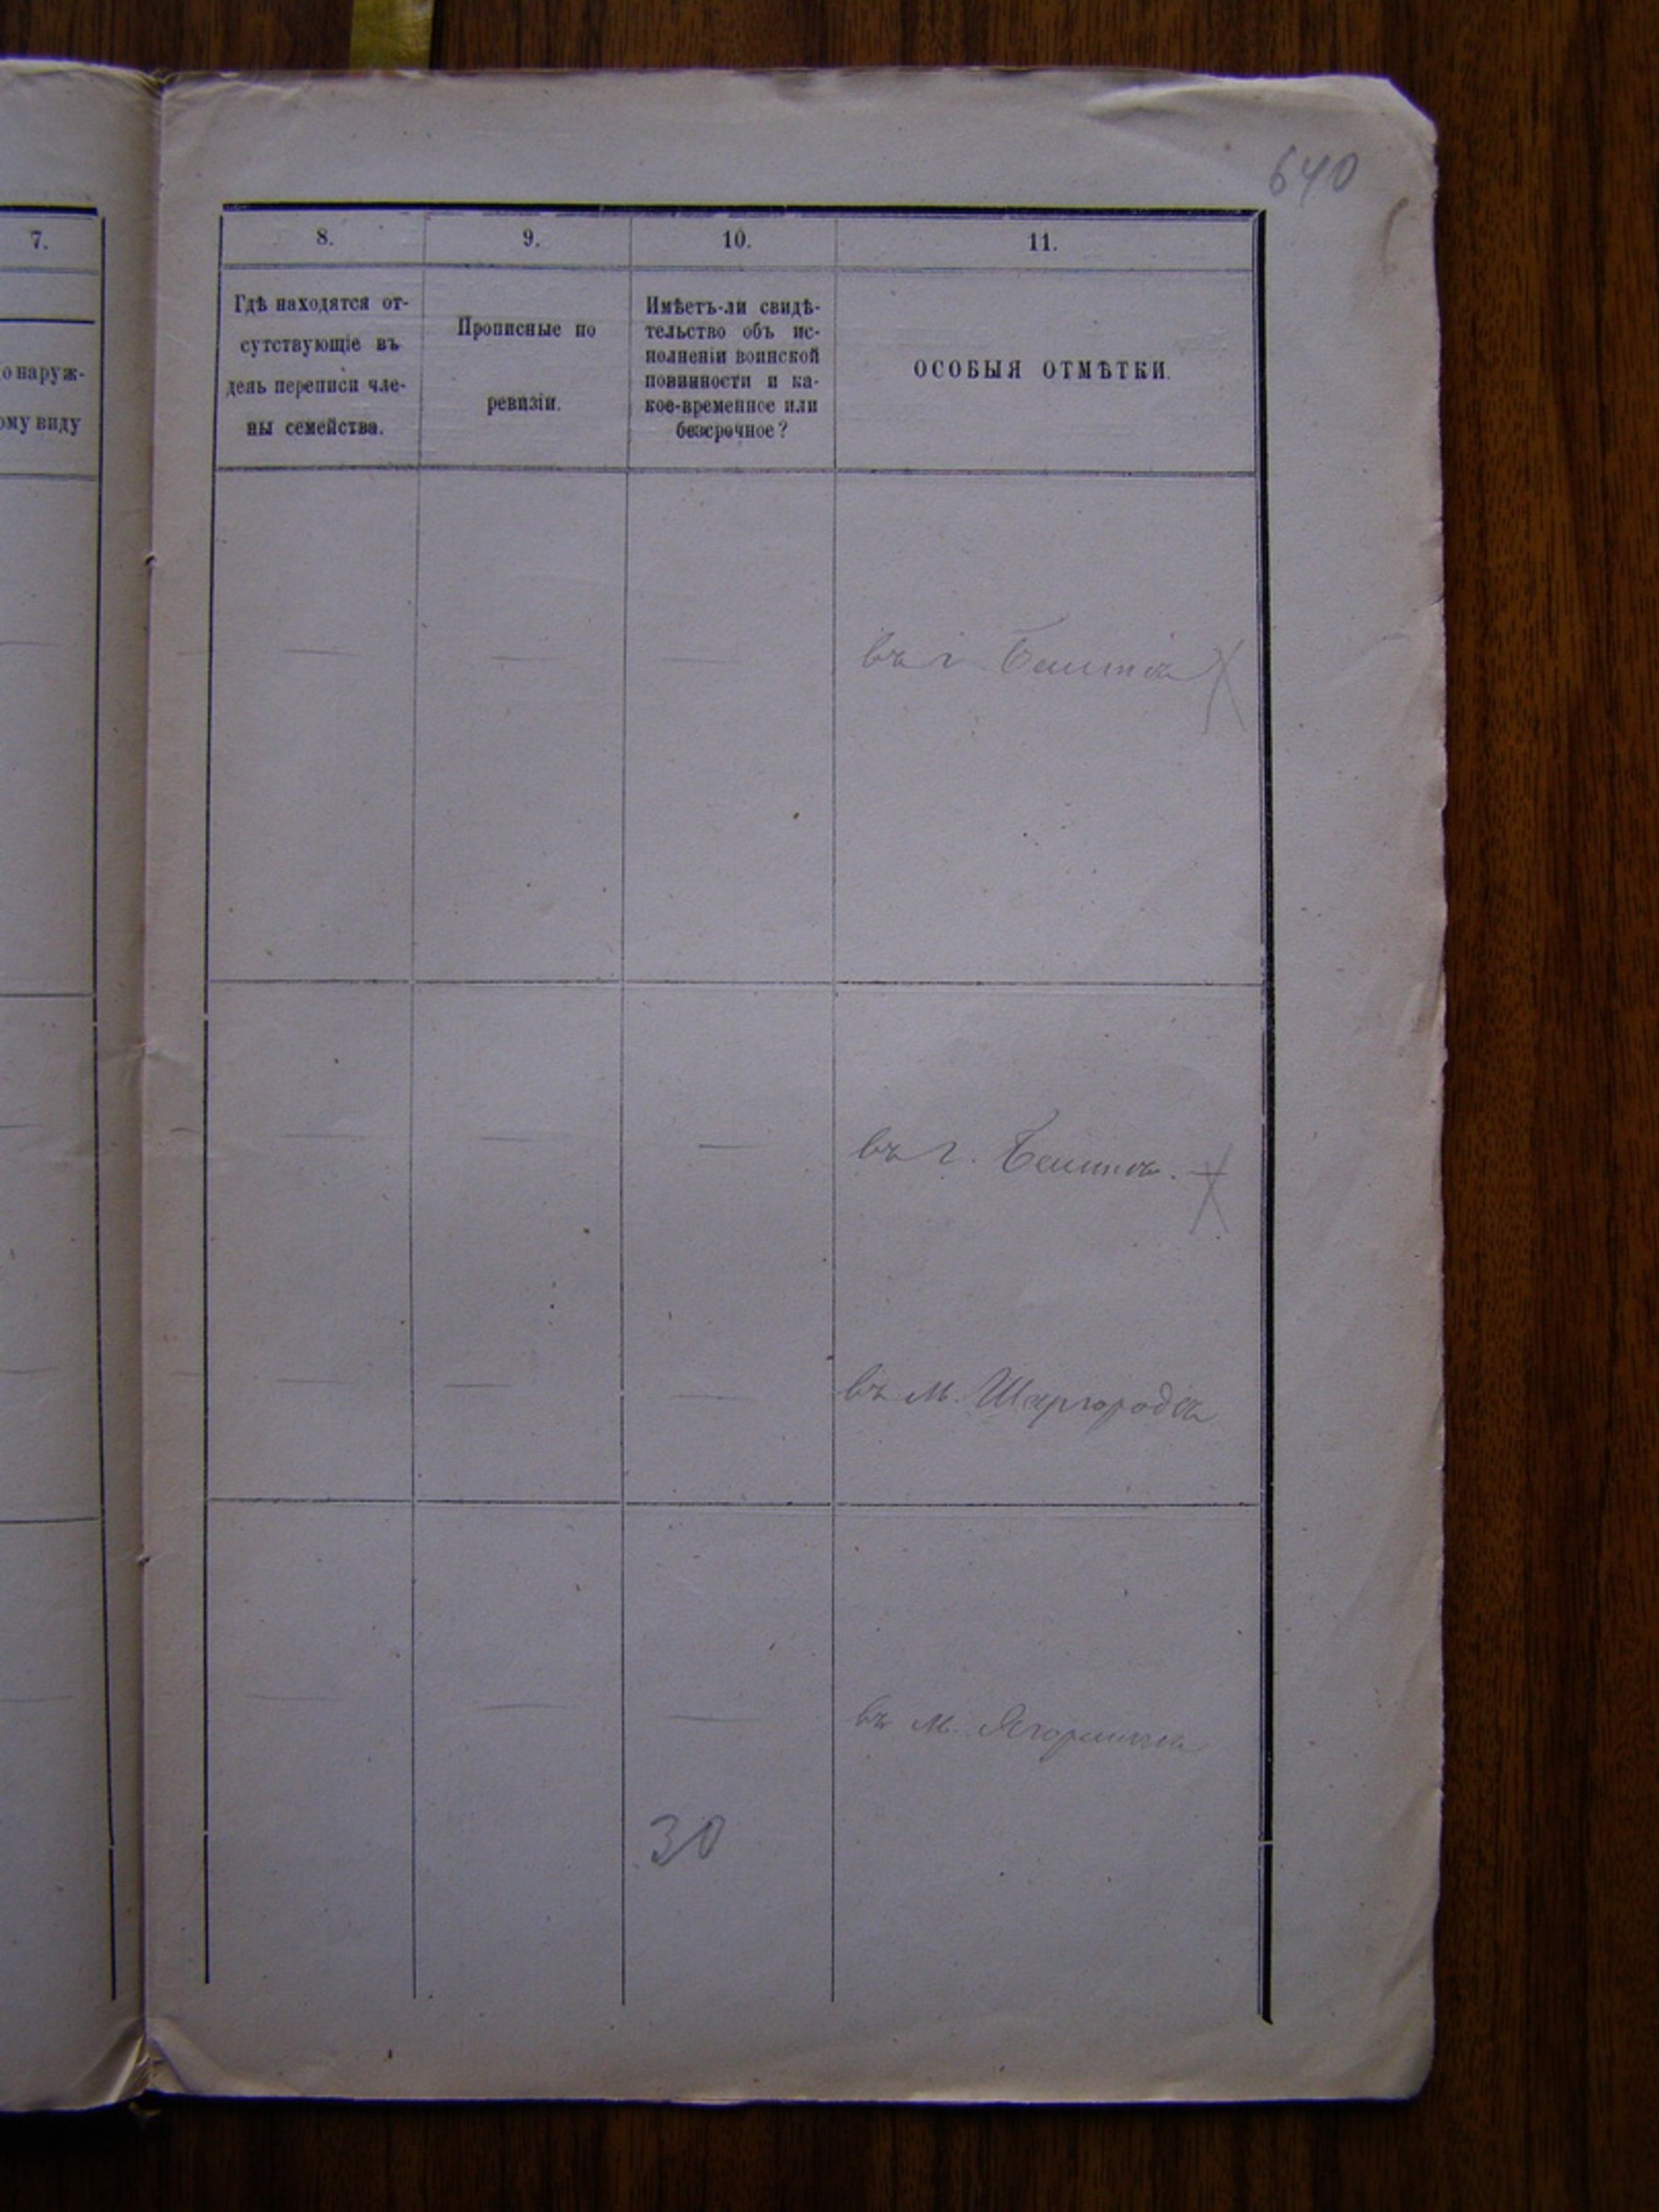 640
7.
8.
9.
10.
11.
о наруж-
ому виду
Гдѣ находятся от-
сутствующіе въ
день переписи чле-
ны семейства.
Прописные по
ревизіи.
Имѣетъ-ли свидѣ-
тельство объ ис-
полненіи воинской
повинности и ка-
кое-временное или
безсрочное?
ОСОБЫЯ ОТМѢТКИ.
— — — въ г. Балтѣ
— — — въ г. Балтѣ.
— — — въ м. Шаргородѣ
— — — въ м. Ягорлыкѣ
30